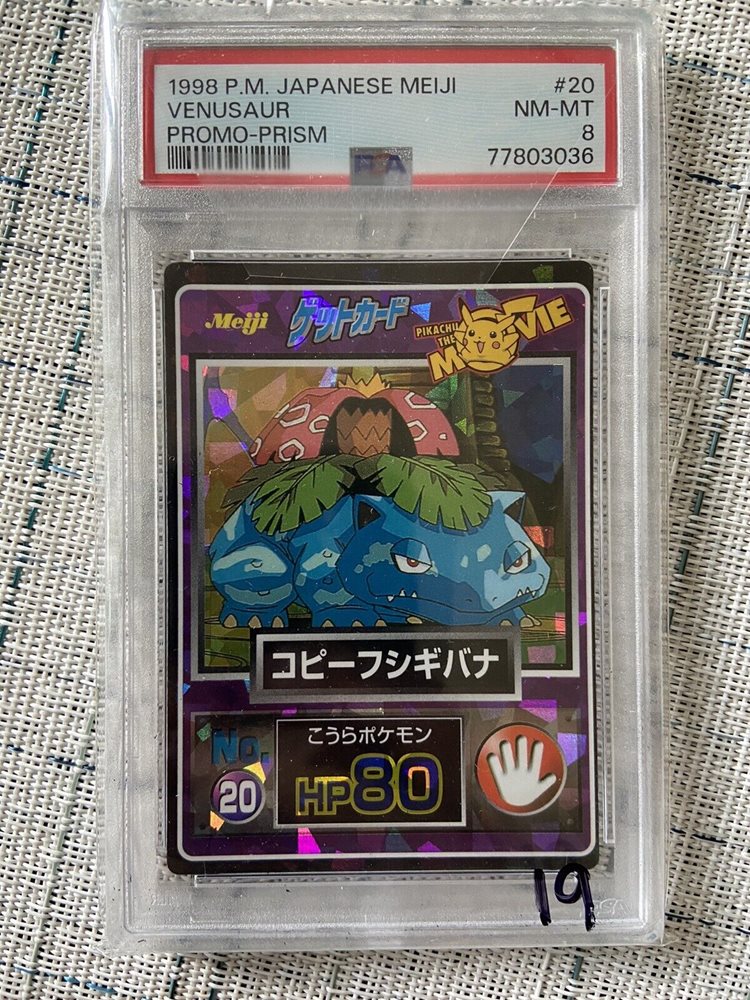 1998 P.M. JAPANESE MEIJI #20
VENUSAUR NM-MT
PROMO-PRISM 8
77803036
PSA
Meiji ゲットカード PIKACHU THE MOVIE
コピーフシギバナ
No. 20
こうらポケモン
HP80
19